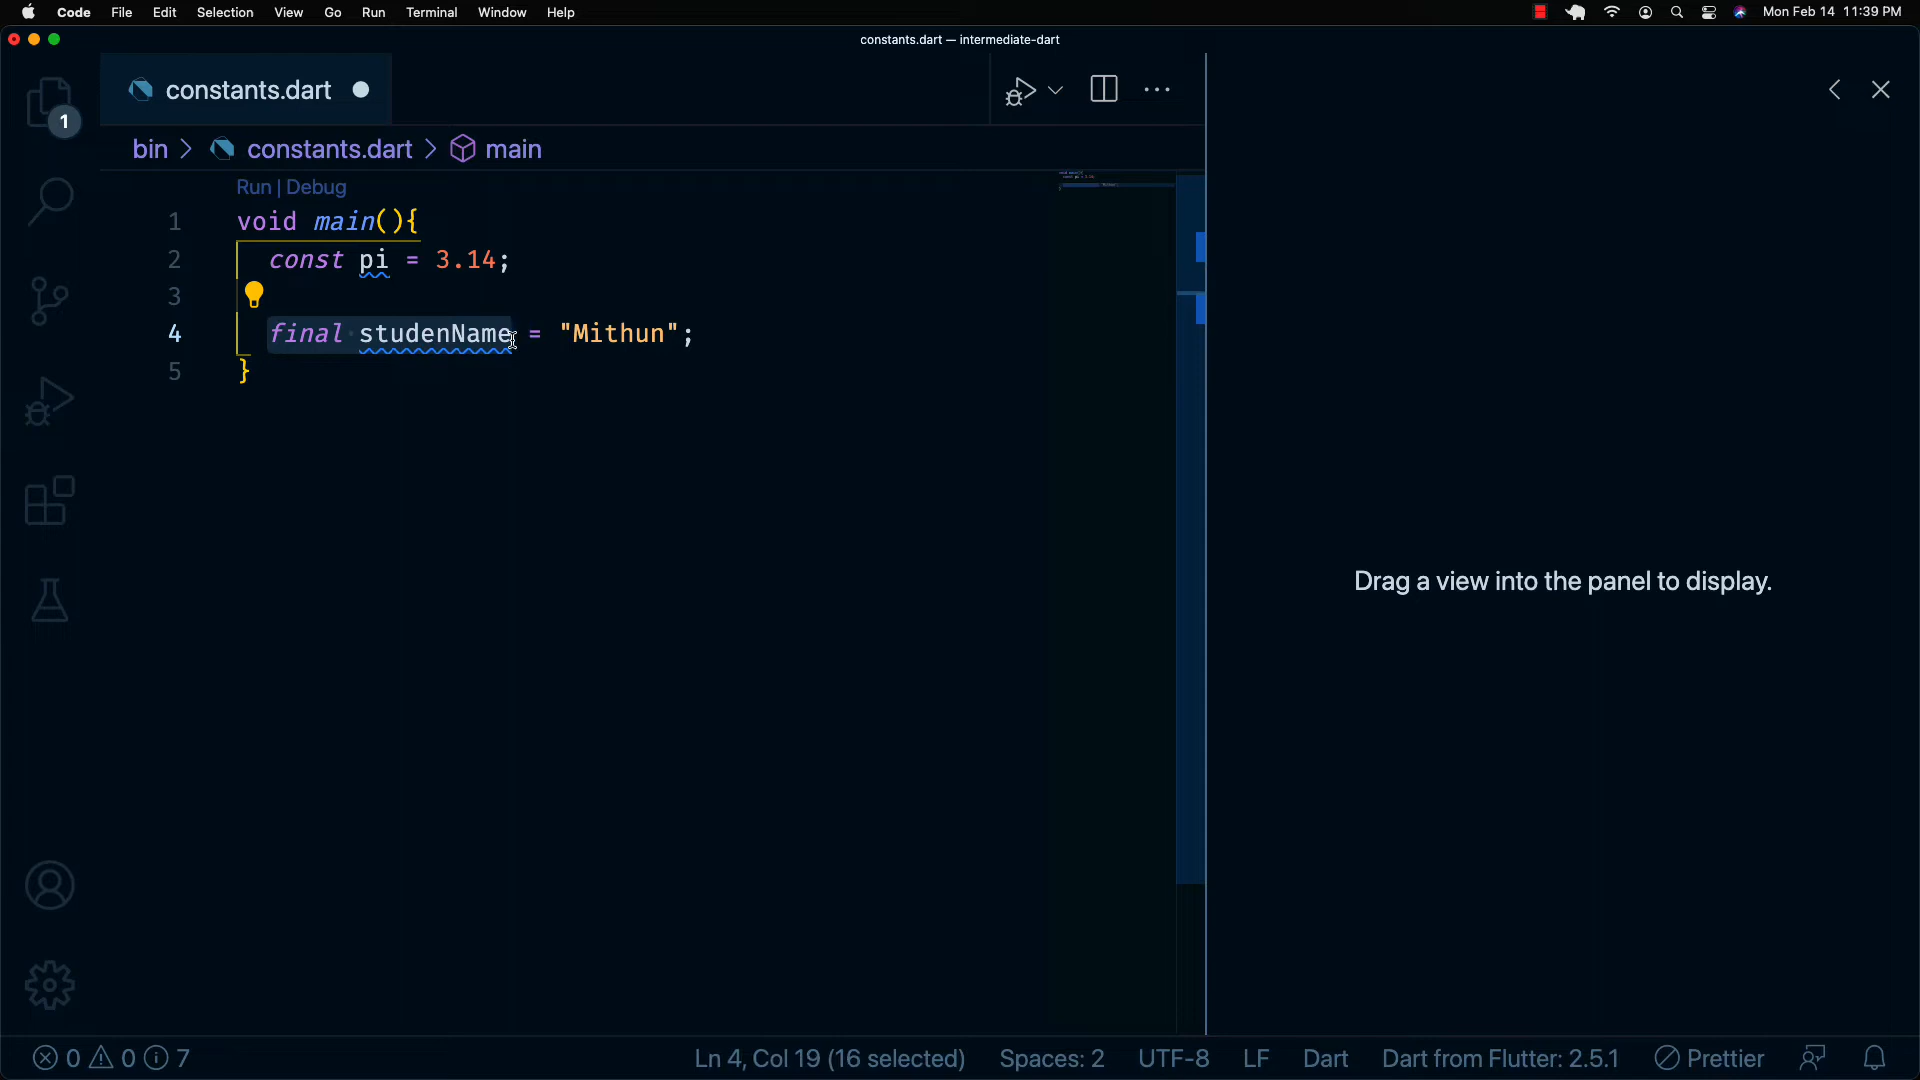 Code File Edit Selection View Go Run Terminal Window Help Mon Feb 14 11:39 PM
constants.dart — intermediate-dart
constants.dart
1
bin > constants.dart > main
Run | Debug
1 void main(){
2 const pi = 3.14;
3
4 final studenName = "Mithun";
5 }
Drag a view into the panel to display.
0 0 7 Ln 4, Col 19 (16 selected) Spaces: 2 UTF-8 LF Dart Dart from Flutter: 2.5.1 Prettier